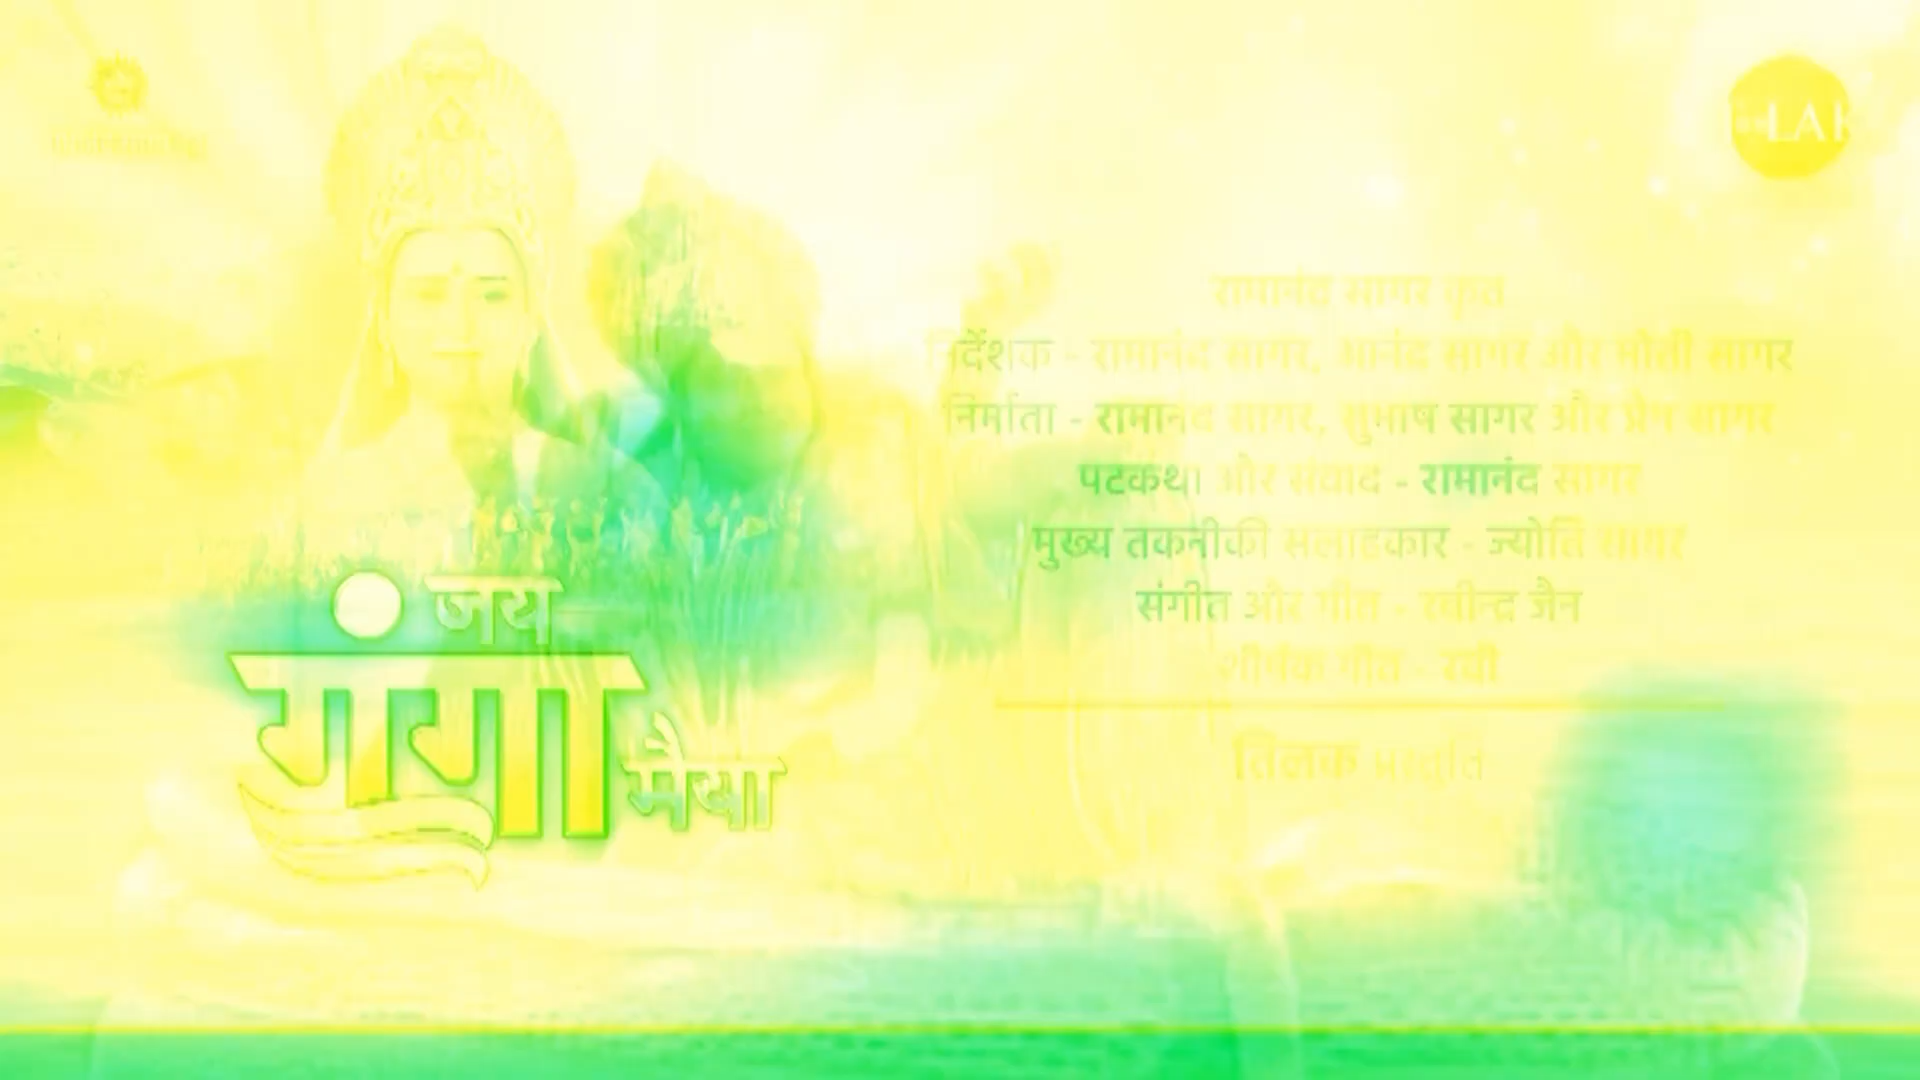 LAK
रामानंद सागर कृत
निर्देशक - रामानंद सागर, आनंद सागर और मोती सागर
निर्माता - रामानंद सागर, सुभाष सागर और प्रेम सागर
पटकथा और संवाद - रामानंद सागर
मुख्य तकनीकी सलाहकार - ज्योति सागर
संगीत और गीत - रवीन्द्र जैन
शीर्षक गीत - रवी
तिलक प्रस्तुति
जय
गंगा
मैया